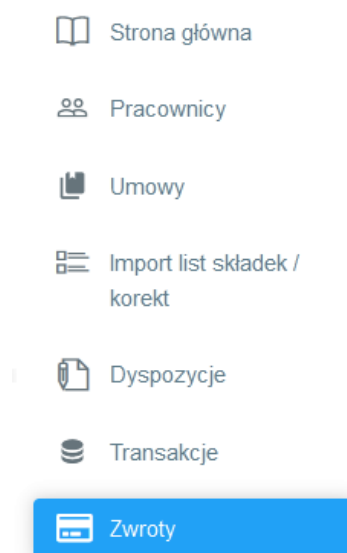 Strona główna
Pracownicy
Umowy
Import list składek /
korekt
Dyspozycje
Transakcje
Zwroty